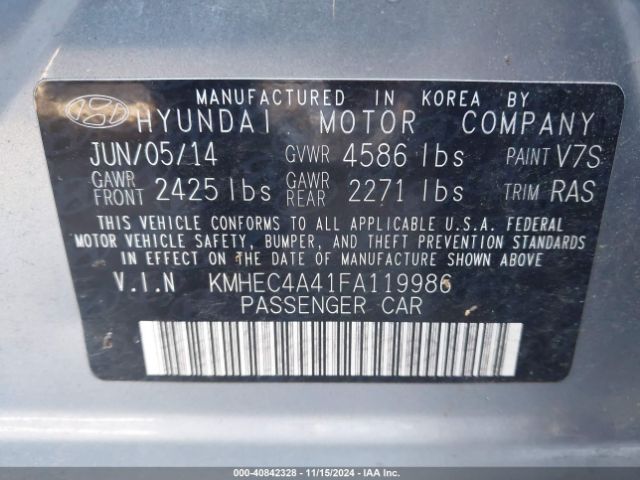 MANUFACTURED IN KOREA BY
HYUNDAI MOTOR COMPANY
JUN/05/14 GVWR 4586 lbs PAINT V7S
GAWR FRONT 2425 lbs GAWR REAR 2271 lbs TRIM RAS
THIS VEHICLE CONFORMS TO ALL APPLICABLE U.S.A. FEDERAL
MOTOR VEHICLE SAFETY, BUMPER, AND THEFT PREVENTION STANDARDS
IN EFFECT ON THE DATE OF MANUFACTURE SHOWN ABOVE.
V.I.N KMHEC4A41FA119986
PASSENGER CAR
000-40842328 - 11/15/2024 - IAA Inc.